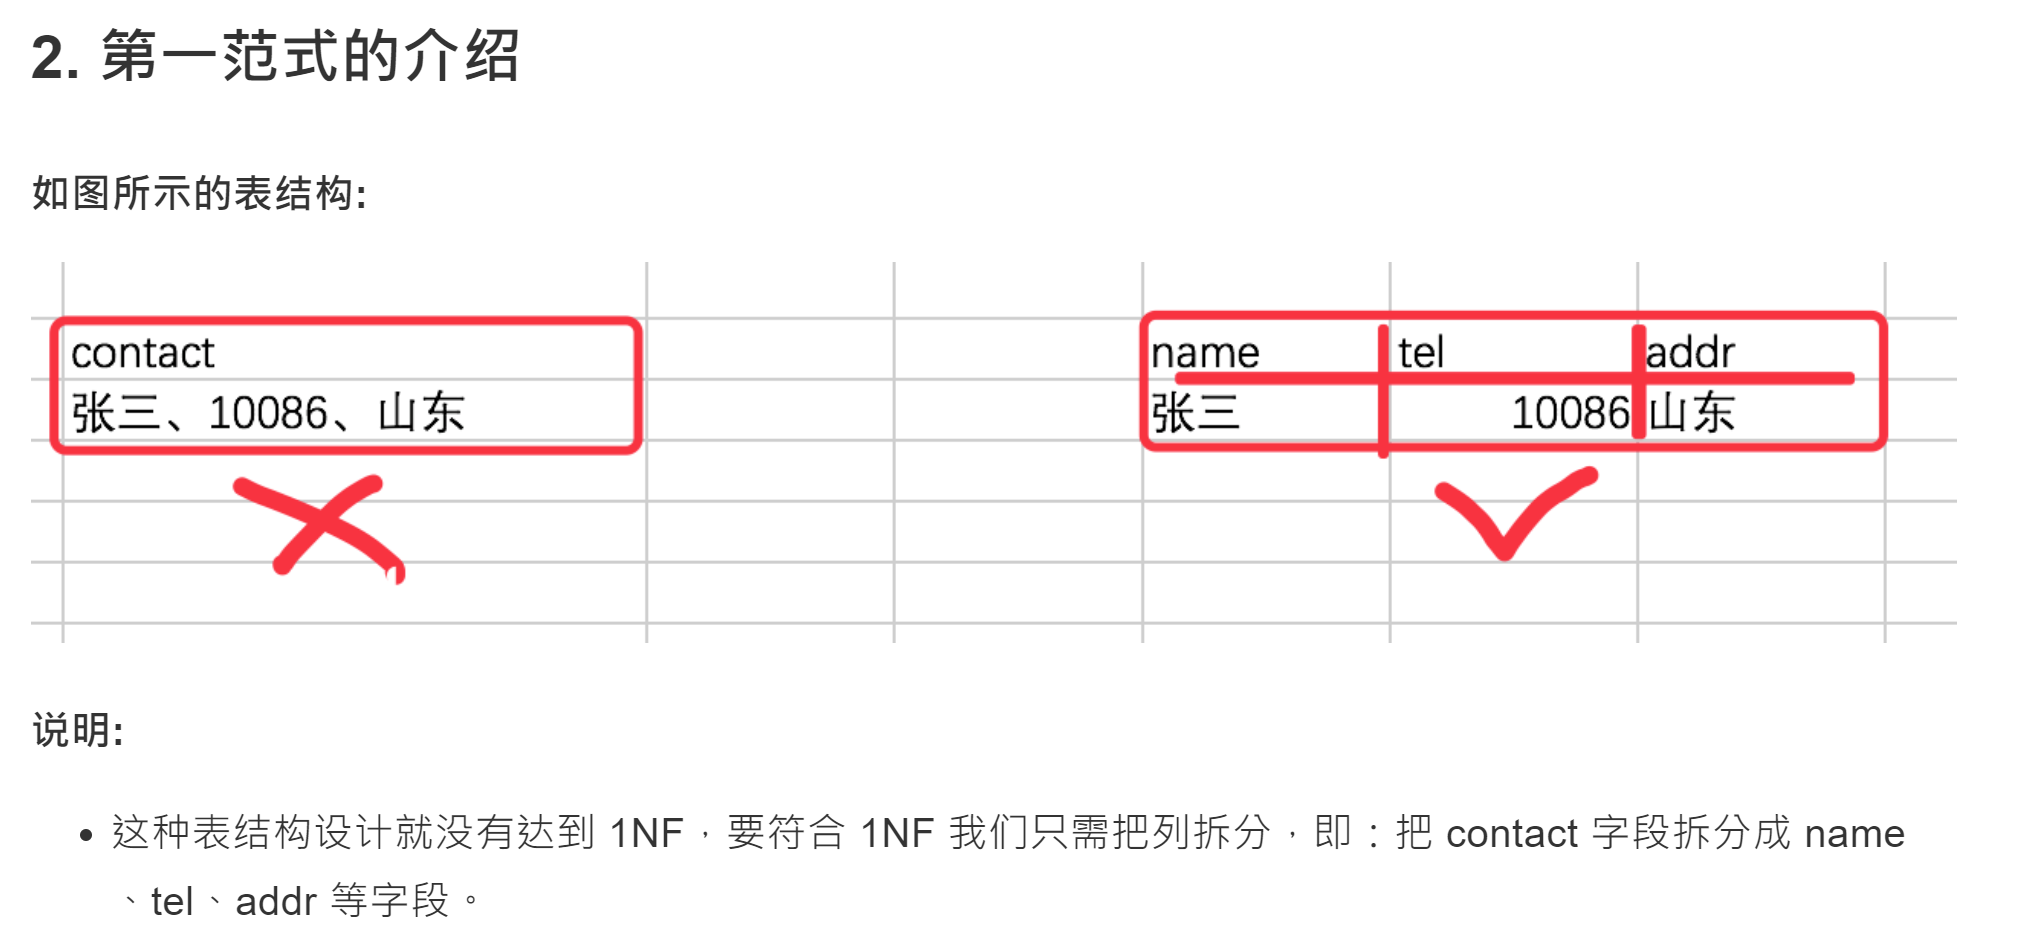 2. 第一范式的介绍
如图所示的表结构:
contact
张三、10086、山东
name tel addr
张三 10086 山东
说明:
• 这种表结构设计就没有达到 1NF，要符合 1NF 我们只需把列拆分，即：把 contact 字段拆分成 name
、tel、addr 等字段。